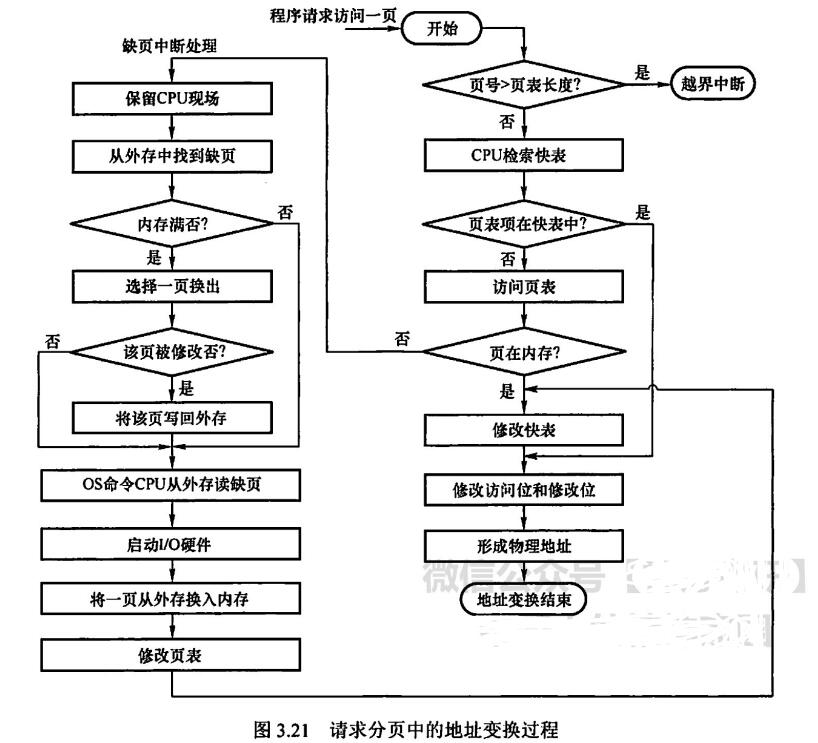 程序请求访问一页
开始
缺页中断处理
页号>页表长度?
是
越界中断
保留CPU现场
否
从外存中找到缺页
CPU检索快表
内存满否?
否
页表项在快表中?
是
是
否
选择一页换出
访问页表
否
该页被修改否?
否
页在内存?
是
是
将该页写回外存
修改快表
OS命令CPU从外存读缺页
修改访问位和修改位
启动I/O硬件
形成物理地址
微信公众号【
】
将一页从外存换入内存
地址变换结束
修改页表
图 3.21 请求分页中的地址变换过程